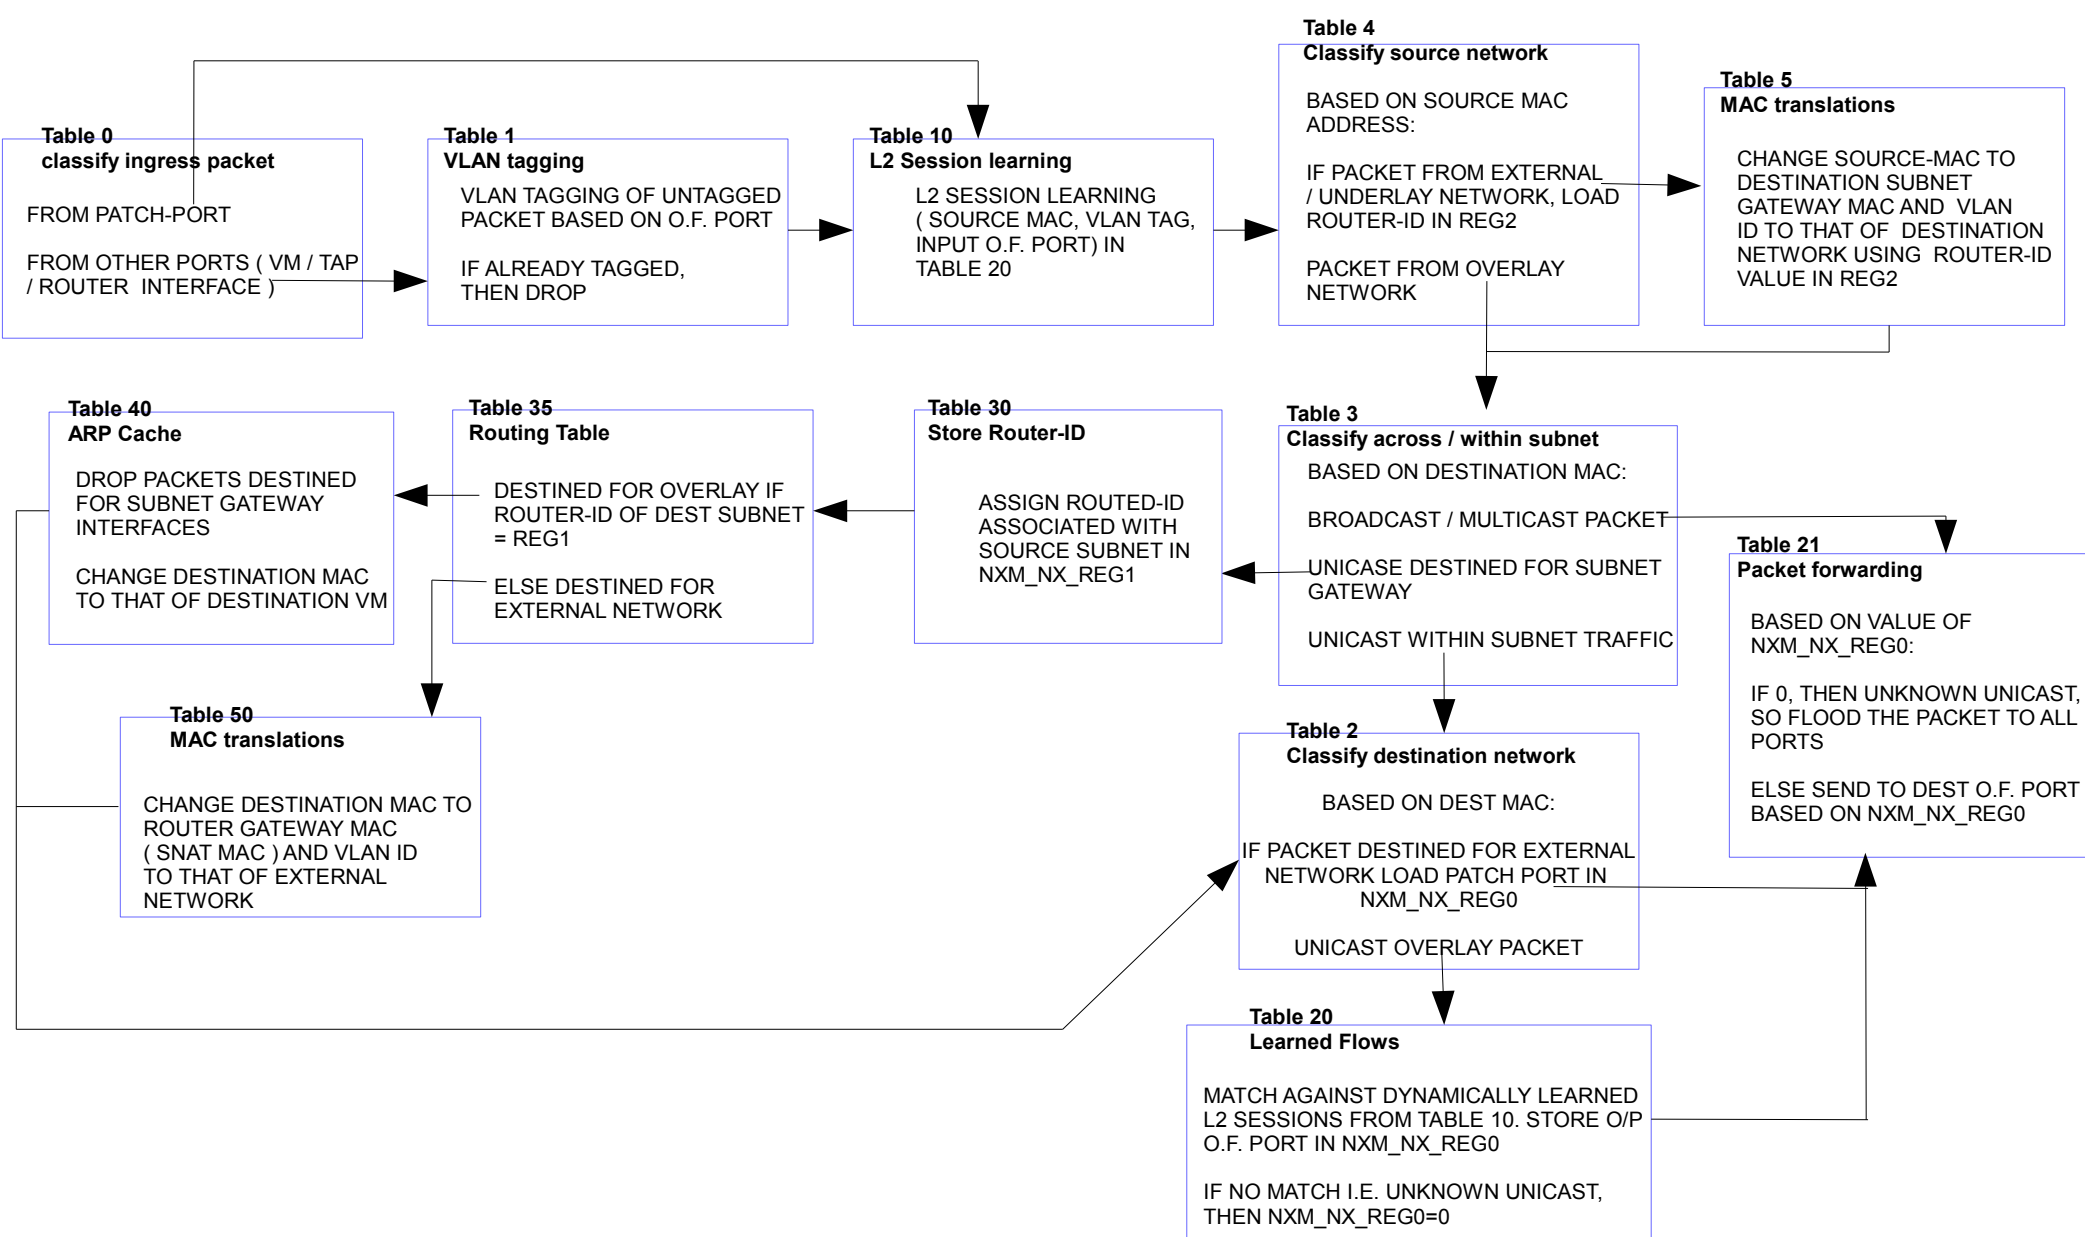 Table 0
classify ingress packet
FROM PATCH-PORT
FROM OTHER PORTS ( VM / TAP
/ ROUTER INTERFACE )
Table 1
VLAN tagging
VLAN TAGGING OF UNTAGGED
PACKET BASED ON O.F. PORT
IF ALREADY TAGGED,
THEN DROP
Table 10
L2 Session learning
L2 SESSION LEARNING
( SOURCE MAC, VLAN TAG,
INPUT O.F. PORT) IN
TABLE 20
Table 4
Classify source network
BASED ON SOURCE MAC
ADDRESS:
IF PACKET FROM EXTERNAL
/ UNDERLAY NETWORK, LOAD
ROUTER-ID IN REG2
PACKET FROM OVERLAY
NETWORK
Table 5
MAC translations
CHANGE SOURCE-MAC TO
DESTINATION SUBNET
GATEWAY MAC AND VLAN
ID TO THAT OF DESTINATION
NETWORK USING ROUTER-ID
VALUE IN REG2
Table 40
ARP Cache
DROP PACKETS DESTINED
FOR SUBNET GATEWAY
INTERFACES
CHANGE DESTINATION MAC
TO THAT OF DESTINATION VM
Table 35
Routing Table
DESTINED FOR OVERLAY IF
ROUTER-ID OF DEST SUBNET
= REG1
ELSE DESTINED FOR
EXTERNAL NETWORK
Table 30
Store Router-ID
ASSIGN ROUTED-ID
ASSOCIATED WITH
SOURCE SUBNET IN
NXM_NX_REG1
Table 3
Classify across / within subnet
BASED ON DESTINATION MAC:
BROADCAST / MULTICAST PACKET
UNICASE DESTINED FOR SUBNET
GATEWAY
UNICAST WITHIN SUBNET TRAFFIC
Table 21
Packet forwarding
BASED ON VALUE OF
NXM_NX_REG0:
IF 0, THEN UNKNOWN UNICAST,
SO FLOOD THE PACKET TO ALL
PORTS
ELSE SEND TO DEST O.F. PORT
BASED ON NXM_NX_REG0
Table 50
MAC translations
CHANGE DESTINATION MAC TO
ROUTER GATEWAY MAC
( SNAT MAC ) AND VLAN ID
TO THAT OF EXTERNAL
NETWORK
Table 2
Classify destination network
BASED ON DEST MAC:
IF PACKET DESTINED FOR EXTERNAL
NETWORK LOAD PATCH PORT IN
NXM_NX_REG0
UNICAST OVERLAY PACKET
Table 20
Learned Flows
MATCH AGAINST DYNAMICALLY LEARNED
L2 SESSIONS FROM TABLE 10. STORE O/P
O.F. PORT IN NXM_NX_REG0
IF NO MATCH I.E. UNKNOWN UNICAST,
THEN NXM_NX_REG0=0